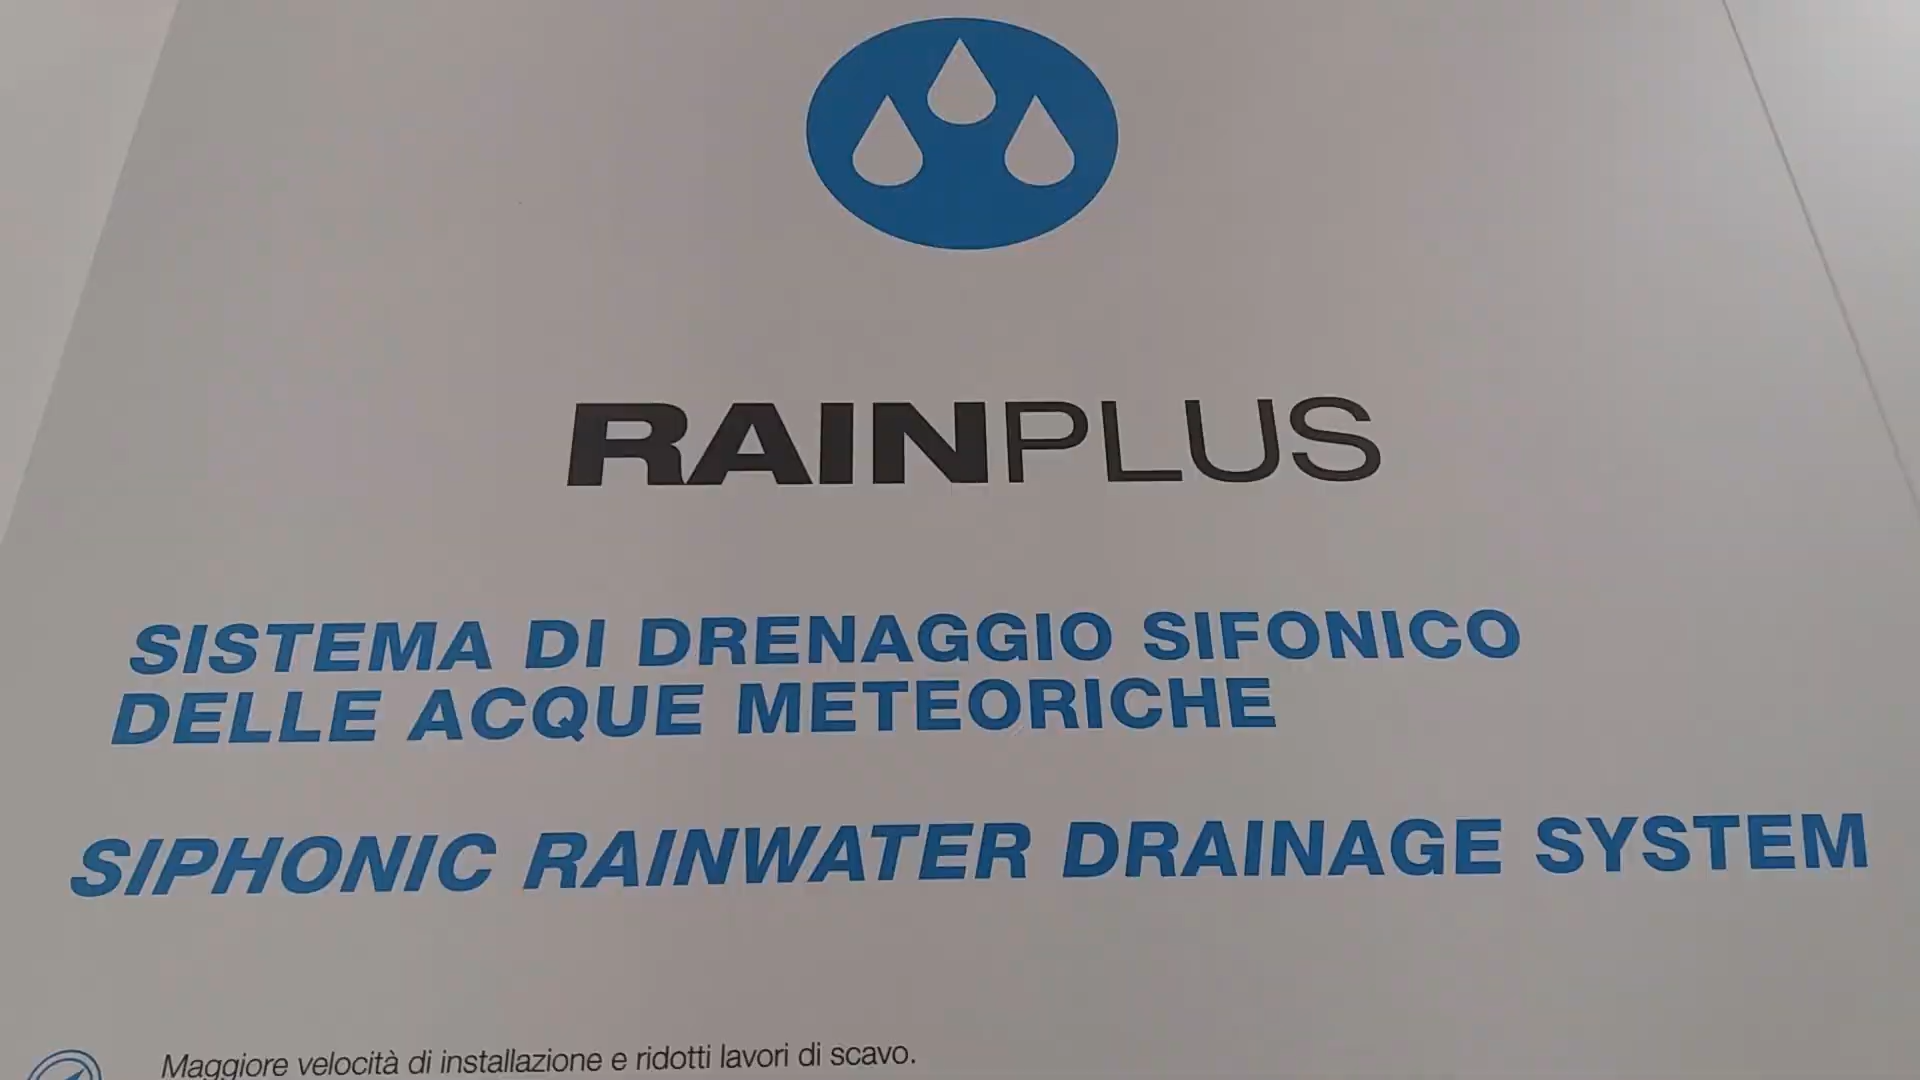 RAINPLUS
SISTEMA DI DRENAGGIO SIFONICO
DELLE ACQUE METEORICHE
SIPHONIC RAINWATER DRAINAGE SYSTEM
Maggiore velocità di installazione e ridotti lavori di scavo.